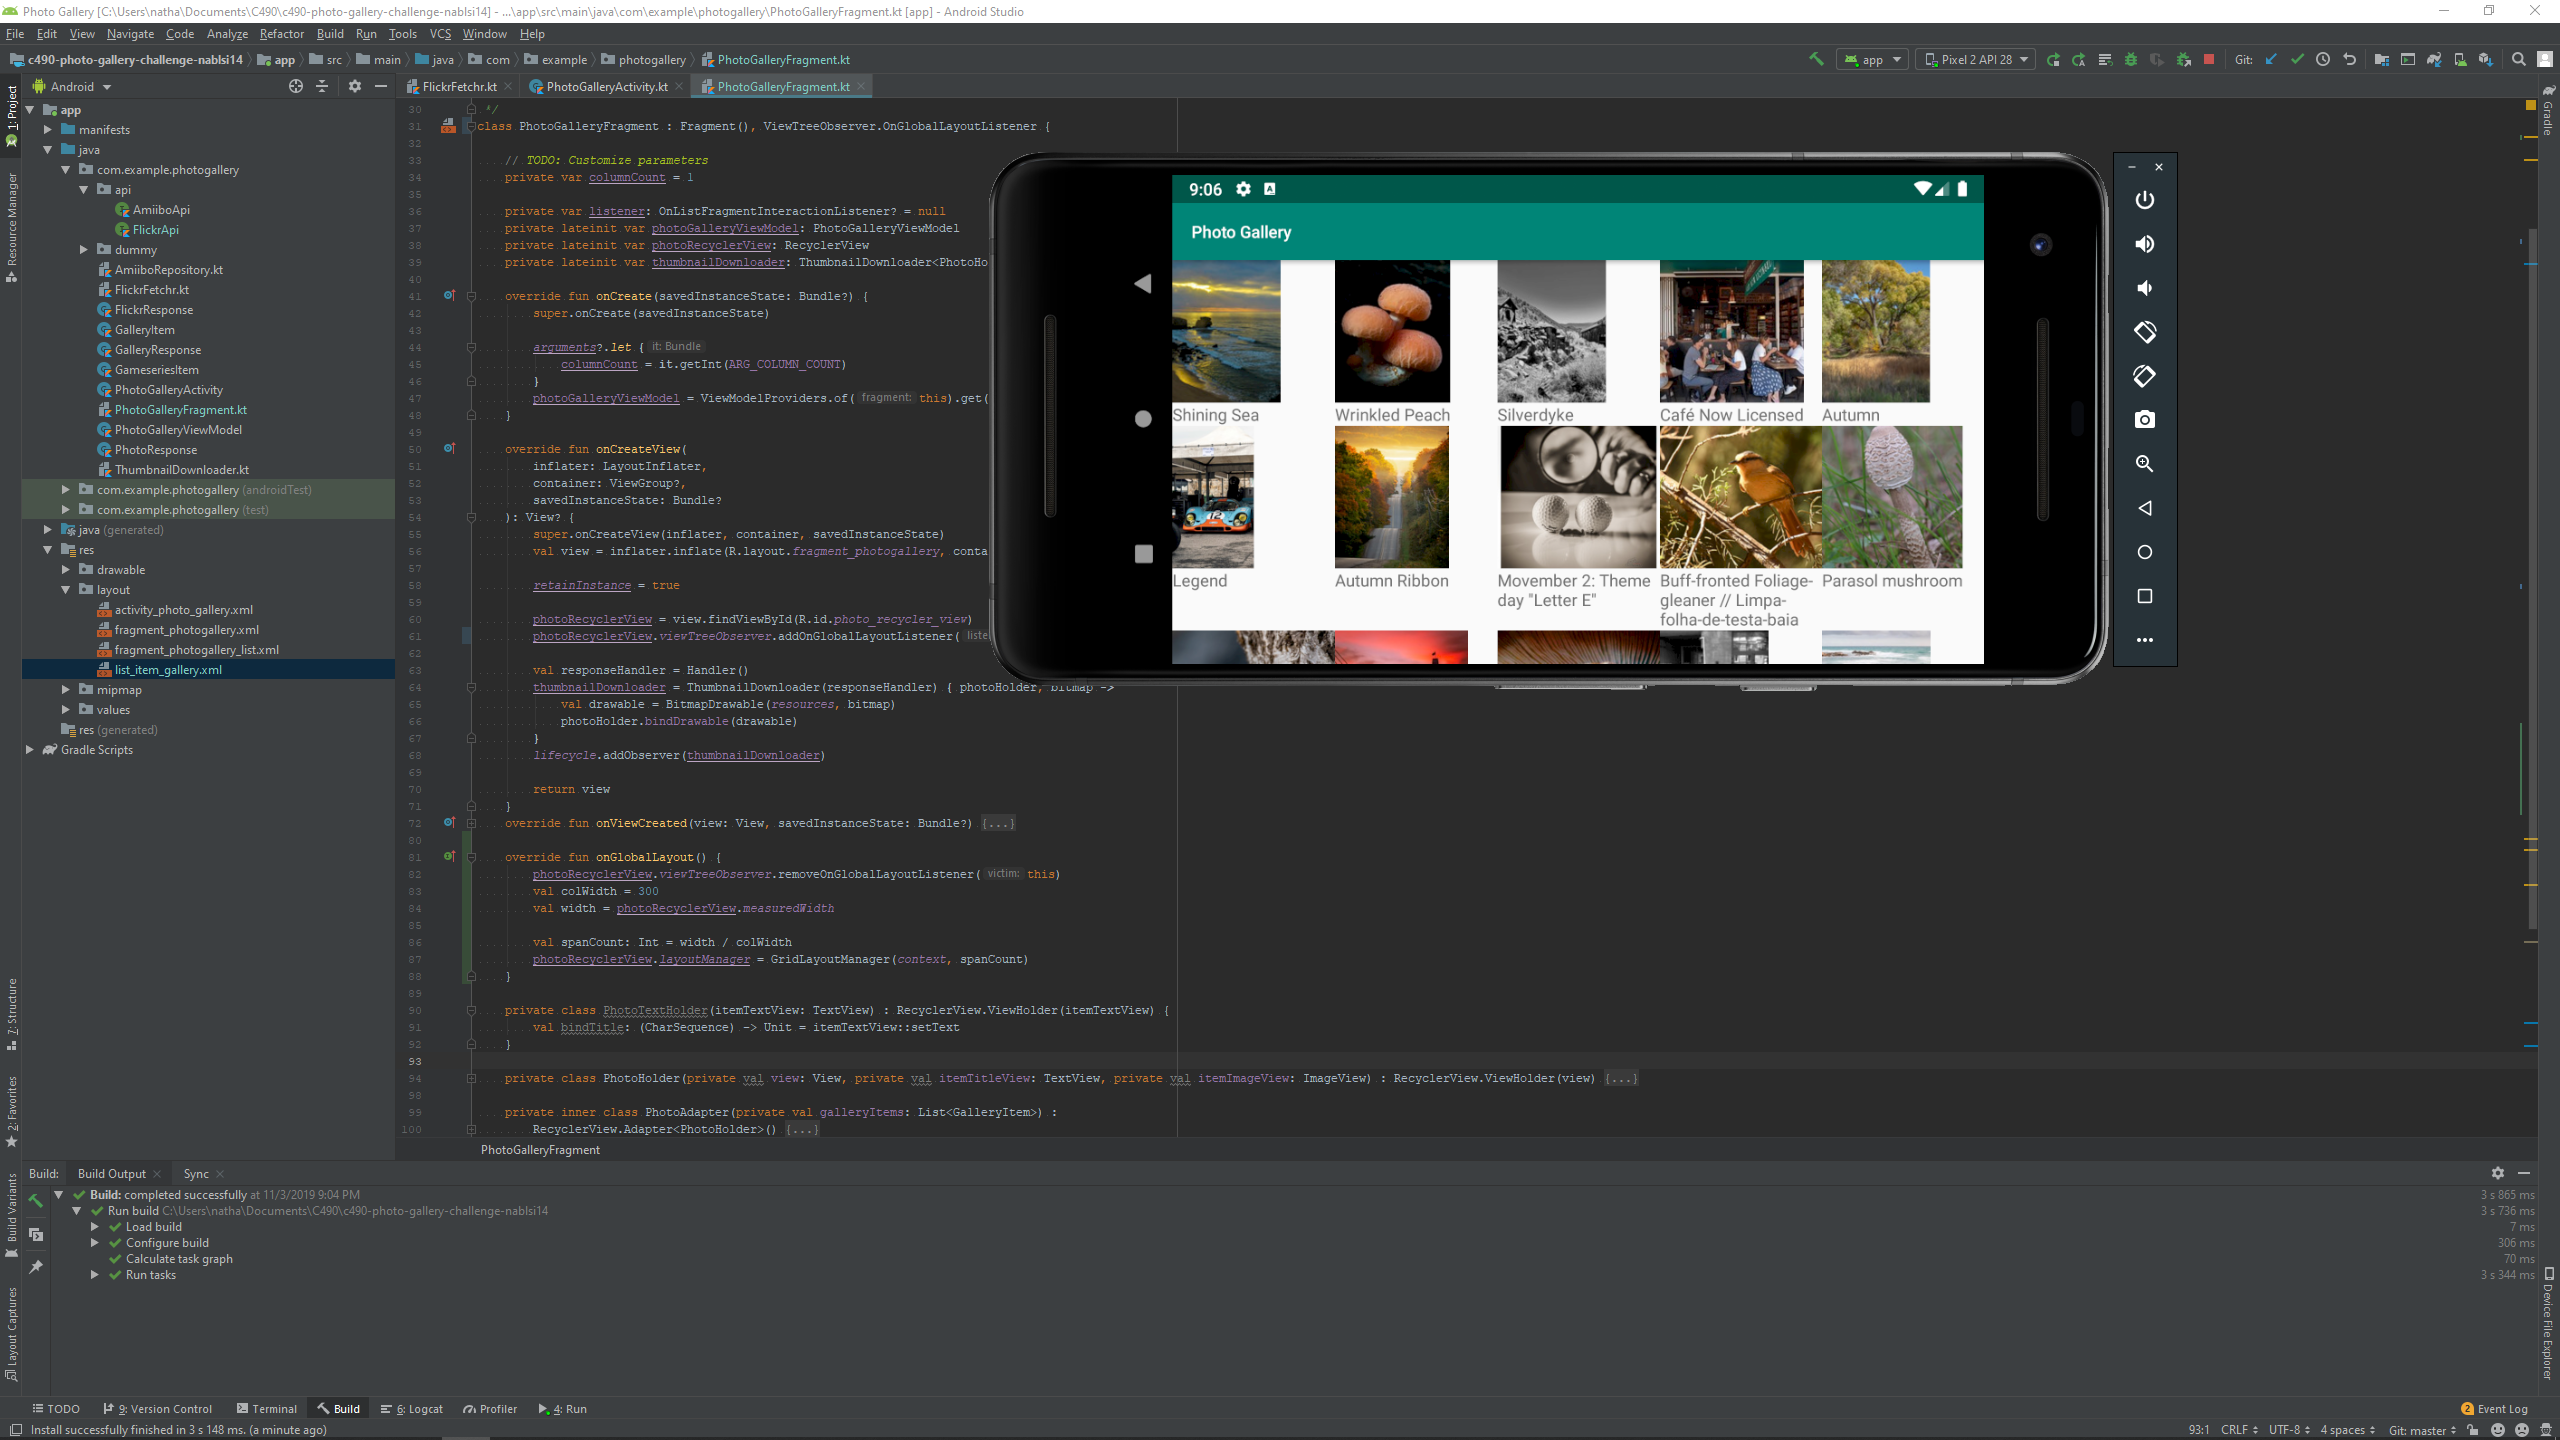 Photo Gallery [C:\Users\natha\Documents\C490\c490-photo-gallery-challenge-nablsi14] - ...\app\src\main\java\com\example\photogallery\PhotoGalleryFragment.kt [app] - Android Studio
File Edit View Navigate Code Analyze Refactor Build Run Tools VCS Window Help
c490-photo-gallery-challenge-nablsi14 app src main java com example photogallery PhotoGalleryFragment.kt
app Pixel 2 API 28 Git:
Android
FlickrFetchr.kt PhotoGalleryActivity.kt PhotoGalleryFragment.kt
1: Project
Resource Manager
7: Structure
2: Favorites
Build Variants
Layout Captures
Gradle
Device File Explorer
app
manifests
java
com.example.photogallery
api
AmiiboApi
FlickrApi
dummy
AmiiboRepository.kt
FlickrFetchr.kt
FlickrResponse
GalleryItem
GalleryResponse
GameseriesItem
PhotoGalleryActivity
PhotoGalleryFragment.kt
PhotoGalleryViewModel
PhotoResponse
ThumbnailDownloader.kt
com.example.photogallery (androidTest)
com.example.photogallery (test)
java (generated)
res
drawable
layout
activity_photo_gallery.xml
fragment_photogallery.xml
fragment_photogallery_list.xml
list_item_gallery.xml
mipmap
values
res (generated)
Gradle Scripts
30 */
31 class PhotoGalleryFragment : Fragment(), ViewTreeObserver.OnGlobalLayoutListener {
32
33 // TODO: Customize parameters
34 private var columnCount = 1
35
36 private var listener: OnListFragmentInteractionListener? = null
37 private lateinit var photoGalleryViewModel: PhotoGalleryViewModel
38 private lateinit var photoRecyclerView: RecyclerView
39 private lateinit var thumbnailDownloader: ThumbnailDownloader<PhotoHo
40
41 override fun onCreate(savedInstanceState: Bundle?) {
42 super.onCreate(savedInstanceState)
43
44 arguments?.let { it: Bundle
45 columnCount = it.getInt(ARG_COLUMN_COUNT)
46 }
47 photoGalleryViewModel = ViewModelProviders.of( fragment: this).get(
48 }
49
50 override fun onCreateView(
51 inflater: LayoutInflater,
52 container: ViewGroup?,
53 savedInstanceState: Bundle?
54 ): View? {
55 super.onCreateView(inflater, container, savedInstanceState)
56 val view = inflater.inflate(R.layout.fragment_photogallery, conta
57
58 retainInstance = true
59
60 photoRecyclerView = view.findViewById(R.id.photo_recycler_view)
61 photoRecyclerView.viewTreeObserver.addOnGlobalLayoutListener( liste
62
63 val responseHandler = Handler()
64 thumbnailDownloader = ThumbnailDownloader(responseHandler) { photoHolder, bitmap ->
65 val drawable = BitmapDrawable(resources, bitmap)
66 photoHolder.bindDrawable(drawable)
67 }
68 lifecycle.addObserver(thumbnailDownloader)
69
70 return view
71 }
72 override fun onViewCreated(view: View, savedInstanceState: Bundle?) {...}
80
81 override fun onGlobalLayout() {
82 photoRecyclerView.viewTreeObserver.removeOnGlobalLayoutListener( victim: this)
83 val colWidth = 300
84 val width = photoRecyclerView.measuredWidth
85
86 val spanCount: Int = width / colWidth
87 photoRecyclerView.layoutManager = GridLayoutManager(context, spanCount)
88 }
89
90 private class PhotoTextHolder(itemTextView: TextView) : RecyclerView.ViewHolder(itemTextView) {
91 val bindTitle: (CharSequence) -> Unit = itemTextView::setText
92 }
93
94 private class PhotoHolder(private val view: View, private val itemTitleView: TextView, private val itemImageView: ImageView) : RecyclerView.ViewHolder(view) {...}
98
99 private inner class PhotoAdapter(private val galleryItems: List<GalleryItem>) :
100 RecyclerView.Adapter<PhotoHolder>() {...}
PhotoGalleryFragment
9:06
Photo Gallery
Shining Sea
Wrinkled Peach
Silverdyke
Café Now Licensed
Autumn
Legend
Autumn Ribbon
Movember 2: Theme
day "Letter E"
Buff-fronted Foliage-
gleaner // Limpa-
folha-de-testa-baia
Parasol mushroom
Build: Build Output Sync
Build: completed successfully at 11/3/2019 9:04 PM 3 s 865 ms
Run build C:\Users\natha\Documents\C490\c490-photo-gallery-challenge-nablsi14 3 s 736 ms
Load build 7 ms
Configure build 306 ms
Calculate task graph 70 ms
Run tasks 3 s 344 ms
TODO 9: Version Control Terminal Build 6: Logcat Profiler 4: Run 2 Event Log
Install successfully finished in 3 s 148 ms. (a minute ago) 93:1 CRLF UTF-8 4 spaces Git: master